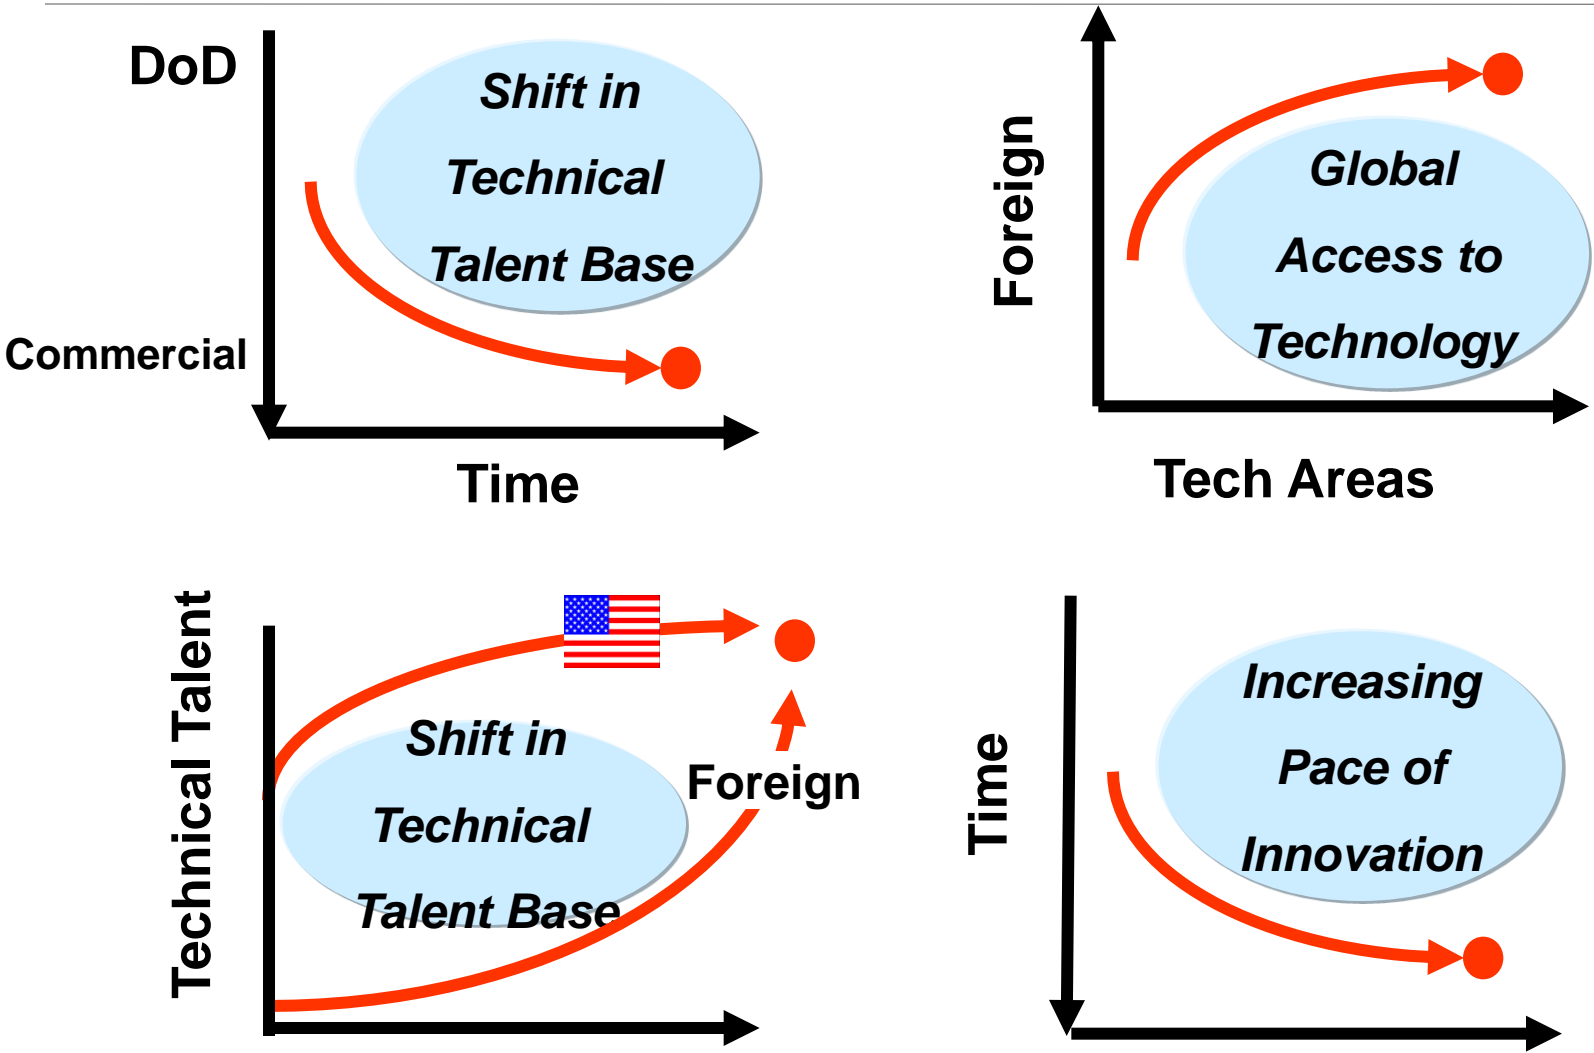 DoD
Shift in
Technical
Talent Base
Commercial
Time
Foreign
Global
Access to
Technology
Tech Areas
Technical Talent
Shift in
Technical
Talent Base
Foreign
Time
Increasing
Pace of
Innovation